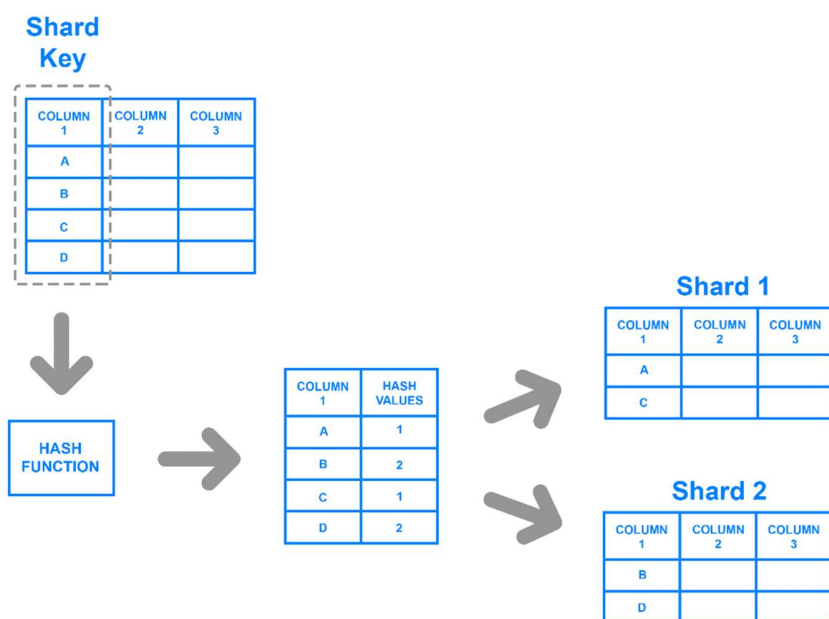 Shard
Key
COLUMN 1 COLUMN 2 COLUMN 3
A
B
C
D
HASH
FUNCTION
COLUMN 1 HASH VALUES
A 1
B 2
C 1
D 2
Shard 1
COLUMN 1 COLUMN 2 COLUMN 3
A
C
Shard 2
COLUMN 1 COLUMN 2 COLUMN 3
B
D